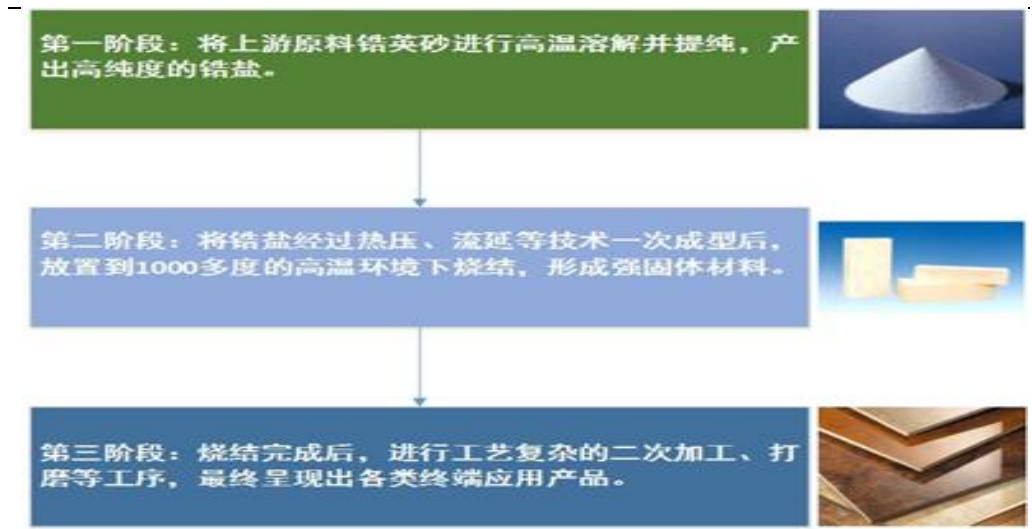 第一阶段：将上游原料锆英砂进行高温溶解并提纯，产
出高纯度的锆盐。
第二阶段：将锆盐经过热压、流延等技术一次成型后，
放置到1000多度的高温环境下烧结，形成强固体材料。
第三阶段：烧结完成后，进行工艺复杂的二次加工、打
磨等工序，最终呈现出各类终端应用产品。